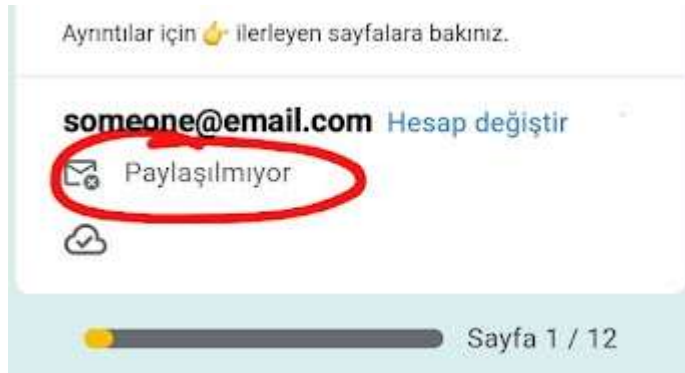 Ayrıntılar için 👉 ilerleyen sayfalara bakınız.
someone@email.com Hesap değiştir
Paylaşılmıyor
Sayfa 1 / 12